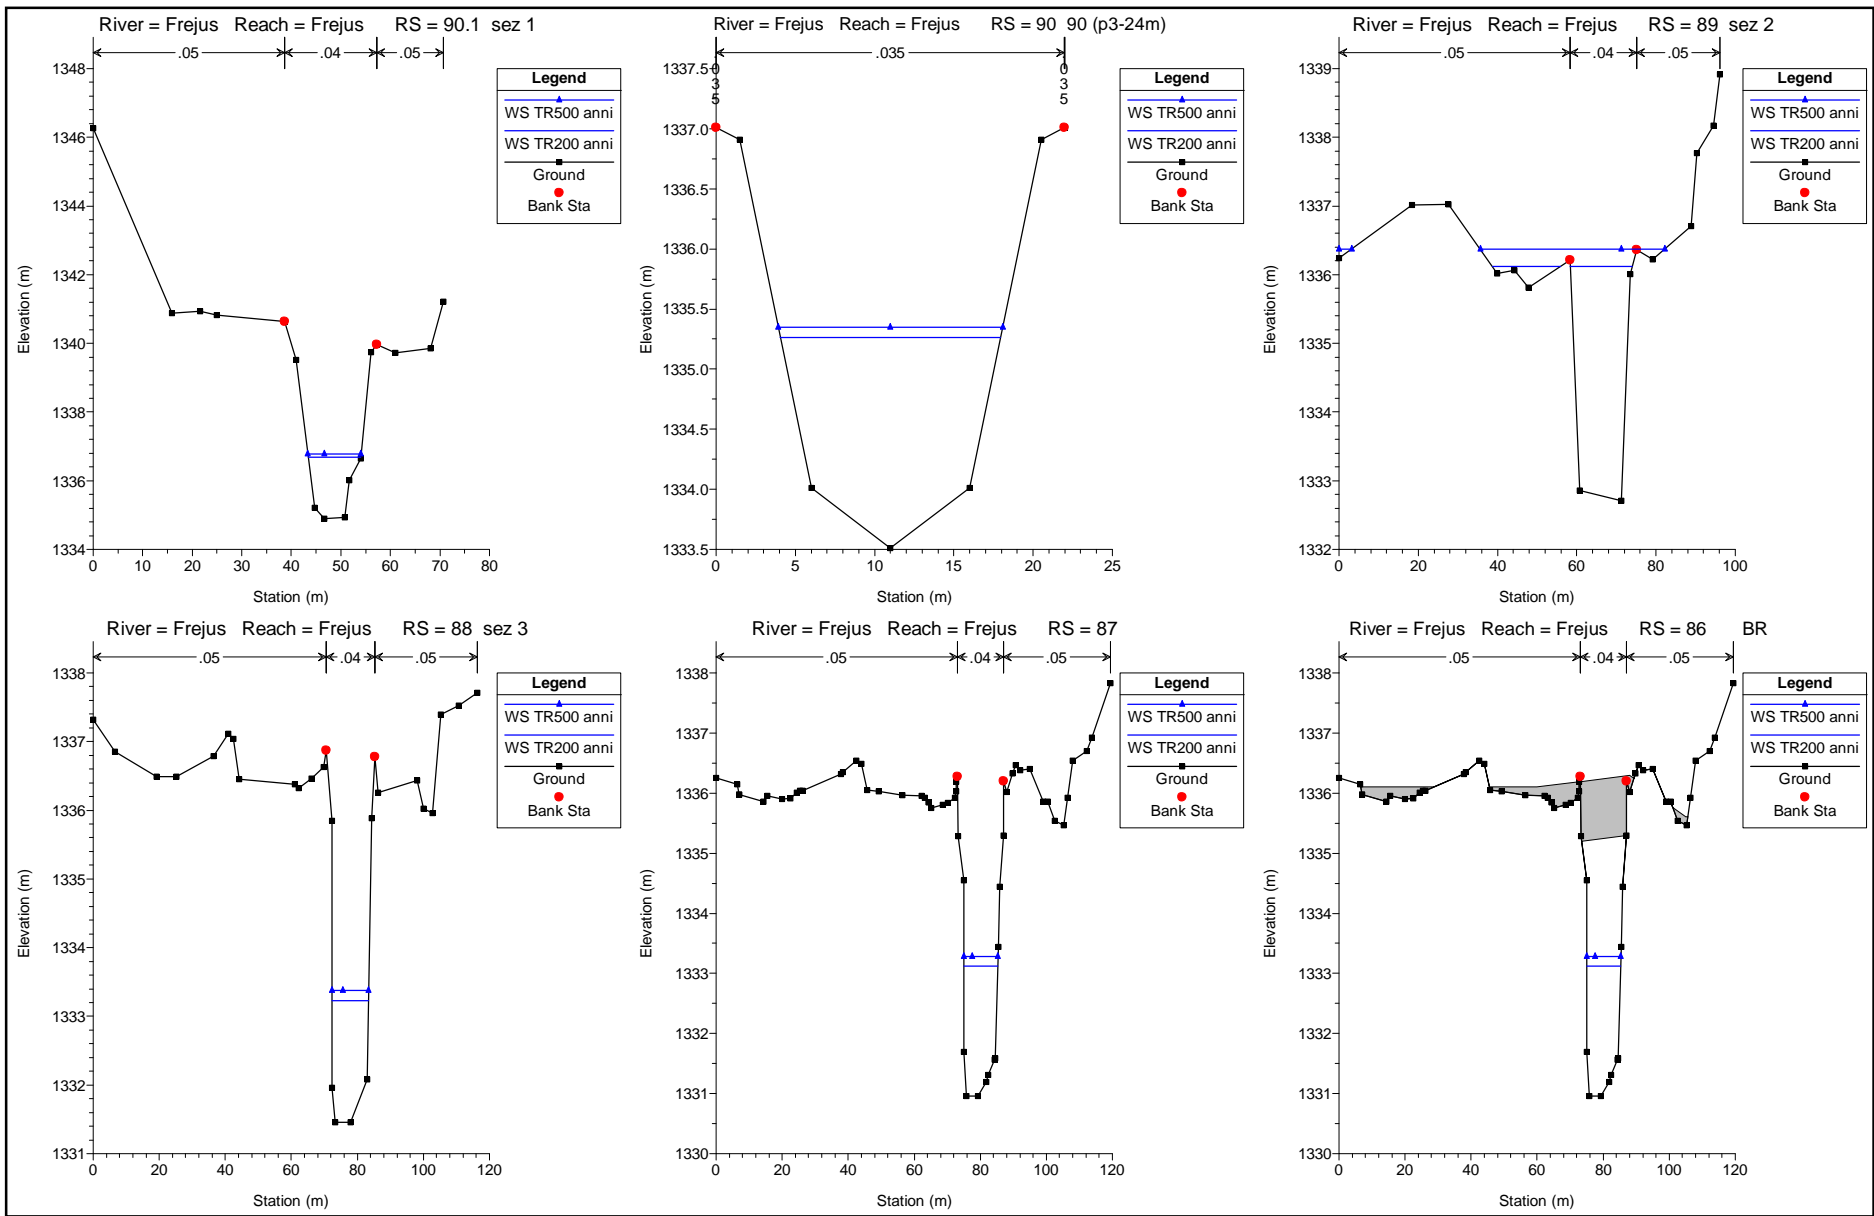 River = Frejus Reach = Frejus RS = 90.1 sez 1
.05 .04 .05
1348
1346
1344
1342
1340
1338
1336
1334
Elevation (m)
0 10 20 30 40 50 60 70 80
Station (m)
Legend
WS TR500 anni
WS TR200 anni
Ground
Bank Sta
River = Frejus Reach = Frejus RS = 90 90 (p3-24m)
.035
035
035
1337.5
1337.0
1336.5
1336.0
1335.5
1335.0
1334.5
1334.0
1333.5
Elevation (m)
0 5 10 15 20 25
Station (m)
Legend
WS TR500 anni
WS TR200 anni
Ground
Bank Sta
River = Frejus Reach = Frejus RS = 89 sez 2
.05 .04 .05
1339
1338
1337
1336
1335
1334
1333
1332
Elevation (m)
0 20 40 60 80 100
Station (m)
Legend
WS TR500 anni
WS TR200 anni
Ground
Bank Sta
River = Frejus Reach = Frejus RS = 88 sez 3
.05 .04 .05
1338
1337
1336
1335
1334
1333
1332
1331
Elevation (m)
0 20 40 60 80 100 120
Station (m)
Legend
WS TR500 anni
WS TR200 anni
Ground
Bank Sta
River = Frejus Reach = Frejus RS = 87
.05 .04 .05
1338
1337
1336
1335
1334
1333
1332
1331
1330
Elevation (m)
0 20 40 60 80 100 120
Station (m)
Legend
WS TR500 anni
WS TR200 anni
Ground
Bank Sta
River = Frejus Reach = Frejus RS = 86 BR
.05 .04 .05
1338
1337
1336
1335
1334
1333
1332
1331
1330
Elevation (m)
0 20 40 60 80 100 120
Station (m)
Legend
WS TR500 anni
WS TR200 anni
Ground
Bank Sta